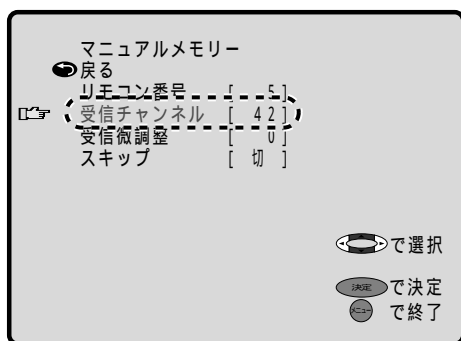 マニュアルメモリー
戻る
リモコン番号 [ 5]
受信チャンネル [ 42]
受信微調整 [ 0]
スキップ [ 切 ]
で選択
決定 で決定
メニュー で終了